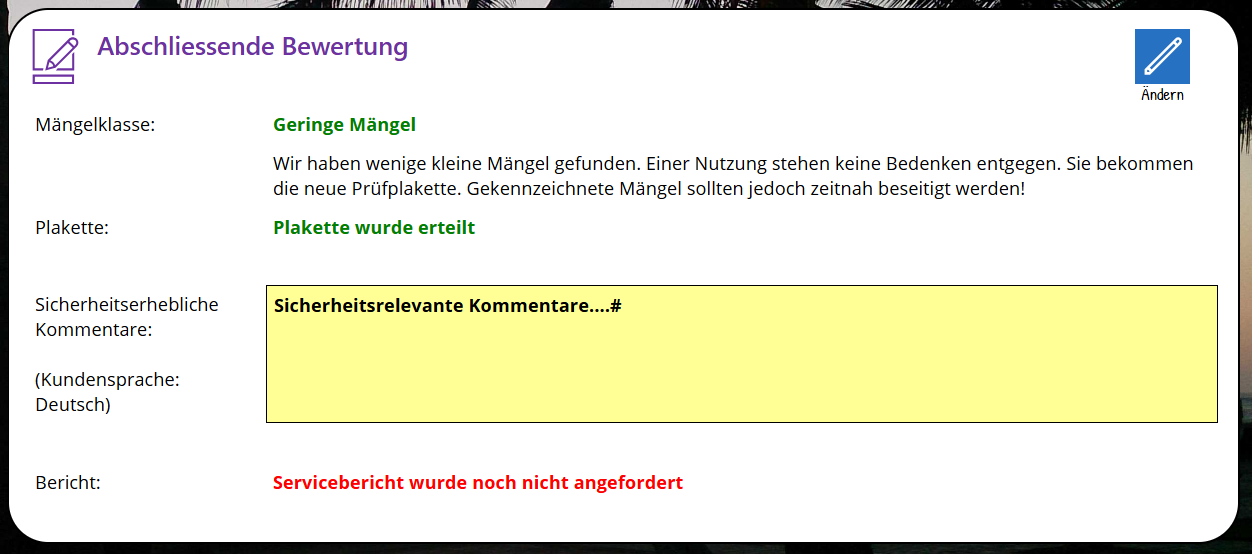 Abschliessende Bewertung
Ändern
Mängelklasse:
Geringe Mängel
Wir haben wenige kleine Mängel gefunden. Einer Nutzung stehen keine Bedenken entgegen. Sie bekommen
die neue Prüfplakette. Gekennzeichnete Mängel sollten jedoch zeitnah beseitigt werden!
Plakette:
Plakette wurde erteilt
Sicherheitserhebliche
Kommentare:
(Kundensprache:
Deutsch)
Sicherheitsrelevante Kommentare....#
Bericht:
Servicebericht wurde noch nicht angefordert